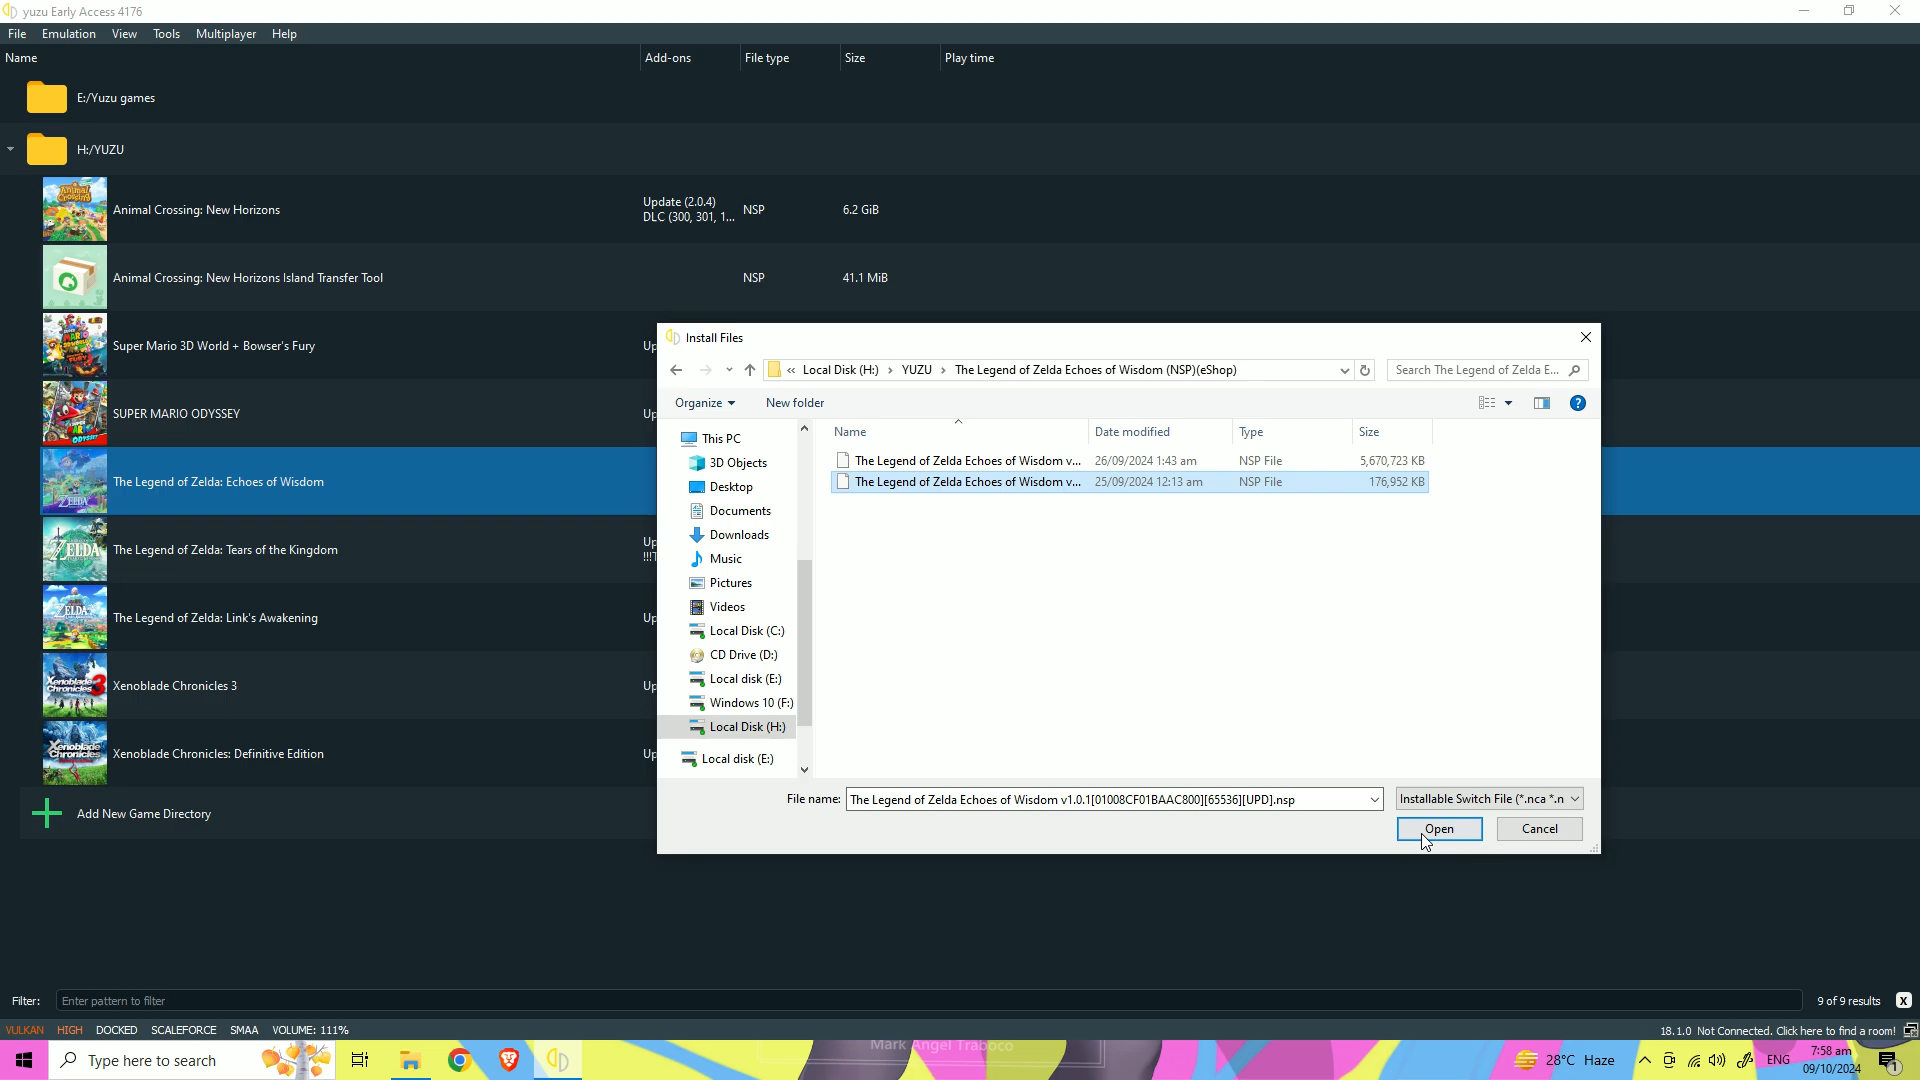 yuzu Early Access 4176
File Emulation View Tools Multiplayer Help
Name Add-ons File type Size Play time
E:/Yuzu games
H:/YUZU
Animal Crossing: New Horizons Update (2.0.4) DLC (300, 301, 1... NSP 6.2 GiB
Animal Crossing: New Horizons Island Transfer Tool NSP 41.1 MiB
Super Mario 3D World + Bowser's Fury Up
SUPER MARIO ODYSSEY Up
The Legend of Zelda: Echoes of Wisdom
The Legend of Zelda: Tears of the Kingdom Up
The Legend of Zelda: Link's Awakening Up
Xenoblade Chronicles 3 Up
Xenoblade Chronicles: Definitive Edition Up
Add New Game Directory
Install Files
« Local Disk (H:) YUZU The Legend of Zelda Echoes of Wisdom (NSP)(eShop) Search The Legend of Zelda E...
Organize New folder
Name Date modified Type Size
The Legend of Zelda Echoes of Wisdom v... 26/09/2024 1:43 am NSP File 5,670,723 KB
The Legend of Zelda Echoes of Wisdom v... 25/09/2024 12:13 am NSP File 176,952 KB
This PC
3D Objects
Desktop
Documents
Downloads
Music
Pictures
Videos
Local Disk (C:)
CD Drive (D:)
Local disk (E:)
Windows 10 (F:)
Local Disk (H:)
Local disk (E:)
File name: The Legend of Zelda Echoes of Wisdom v1.0.1[01008CF01BAAC800][65536][UPD].nsp Installable Switch File (*.nca *.n
Open Cancel
Filter: Enter pattern to filter 9 of 9 results X
VULKAN HIGH DOCKED SCALEFORCE SMAA VOLUME: 111% 18.1.0 Not Connected. Click here to find a room!
Type here to search Mark Angel Traboco 28°C Haze ENG 7:58 am
09/10/2024 1